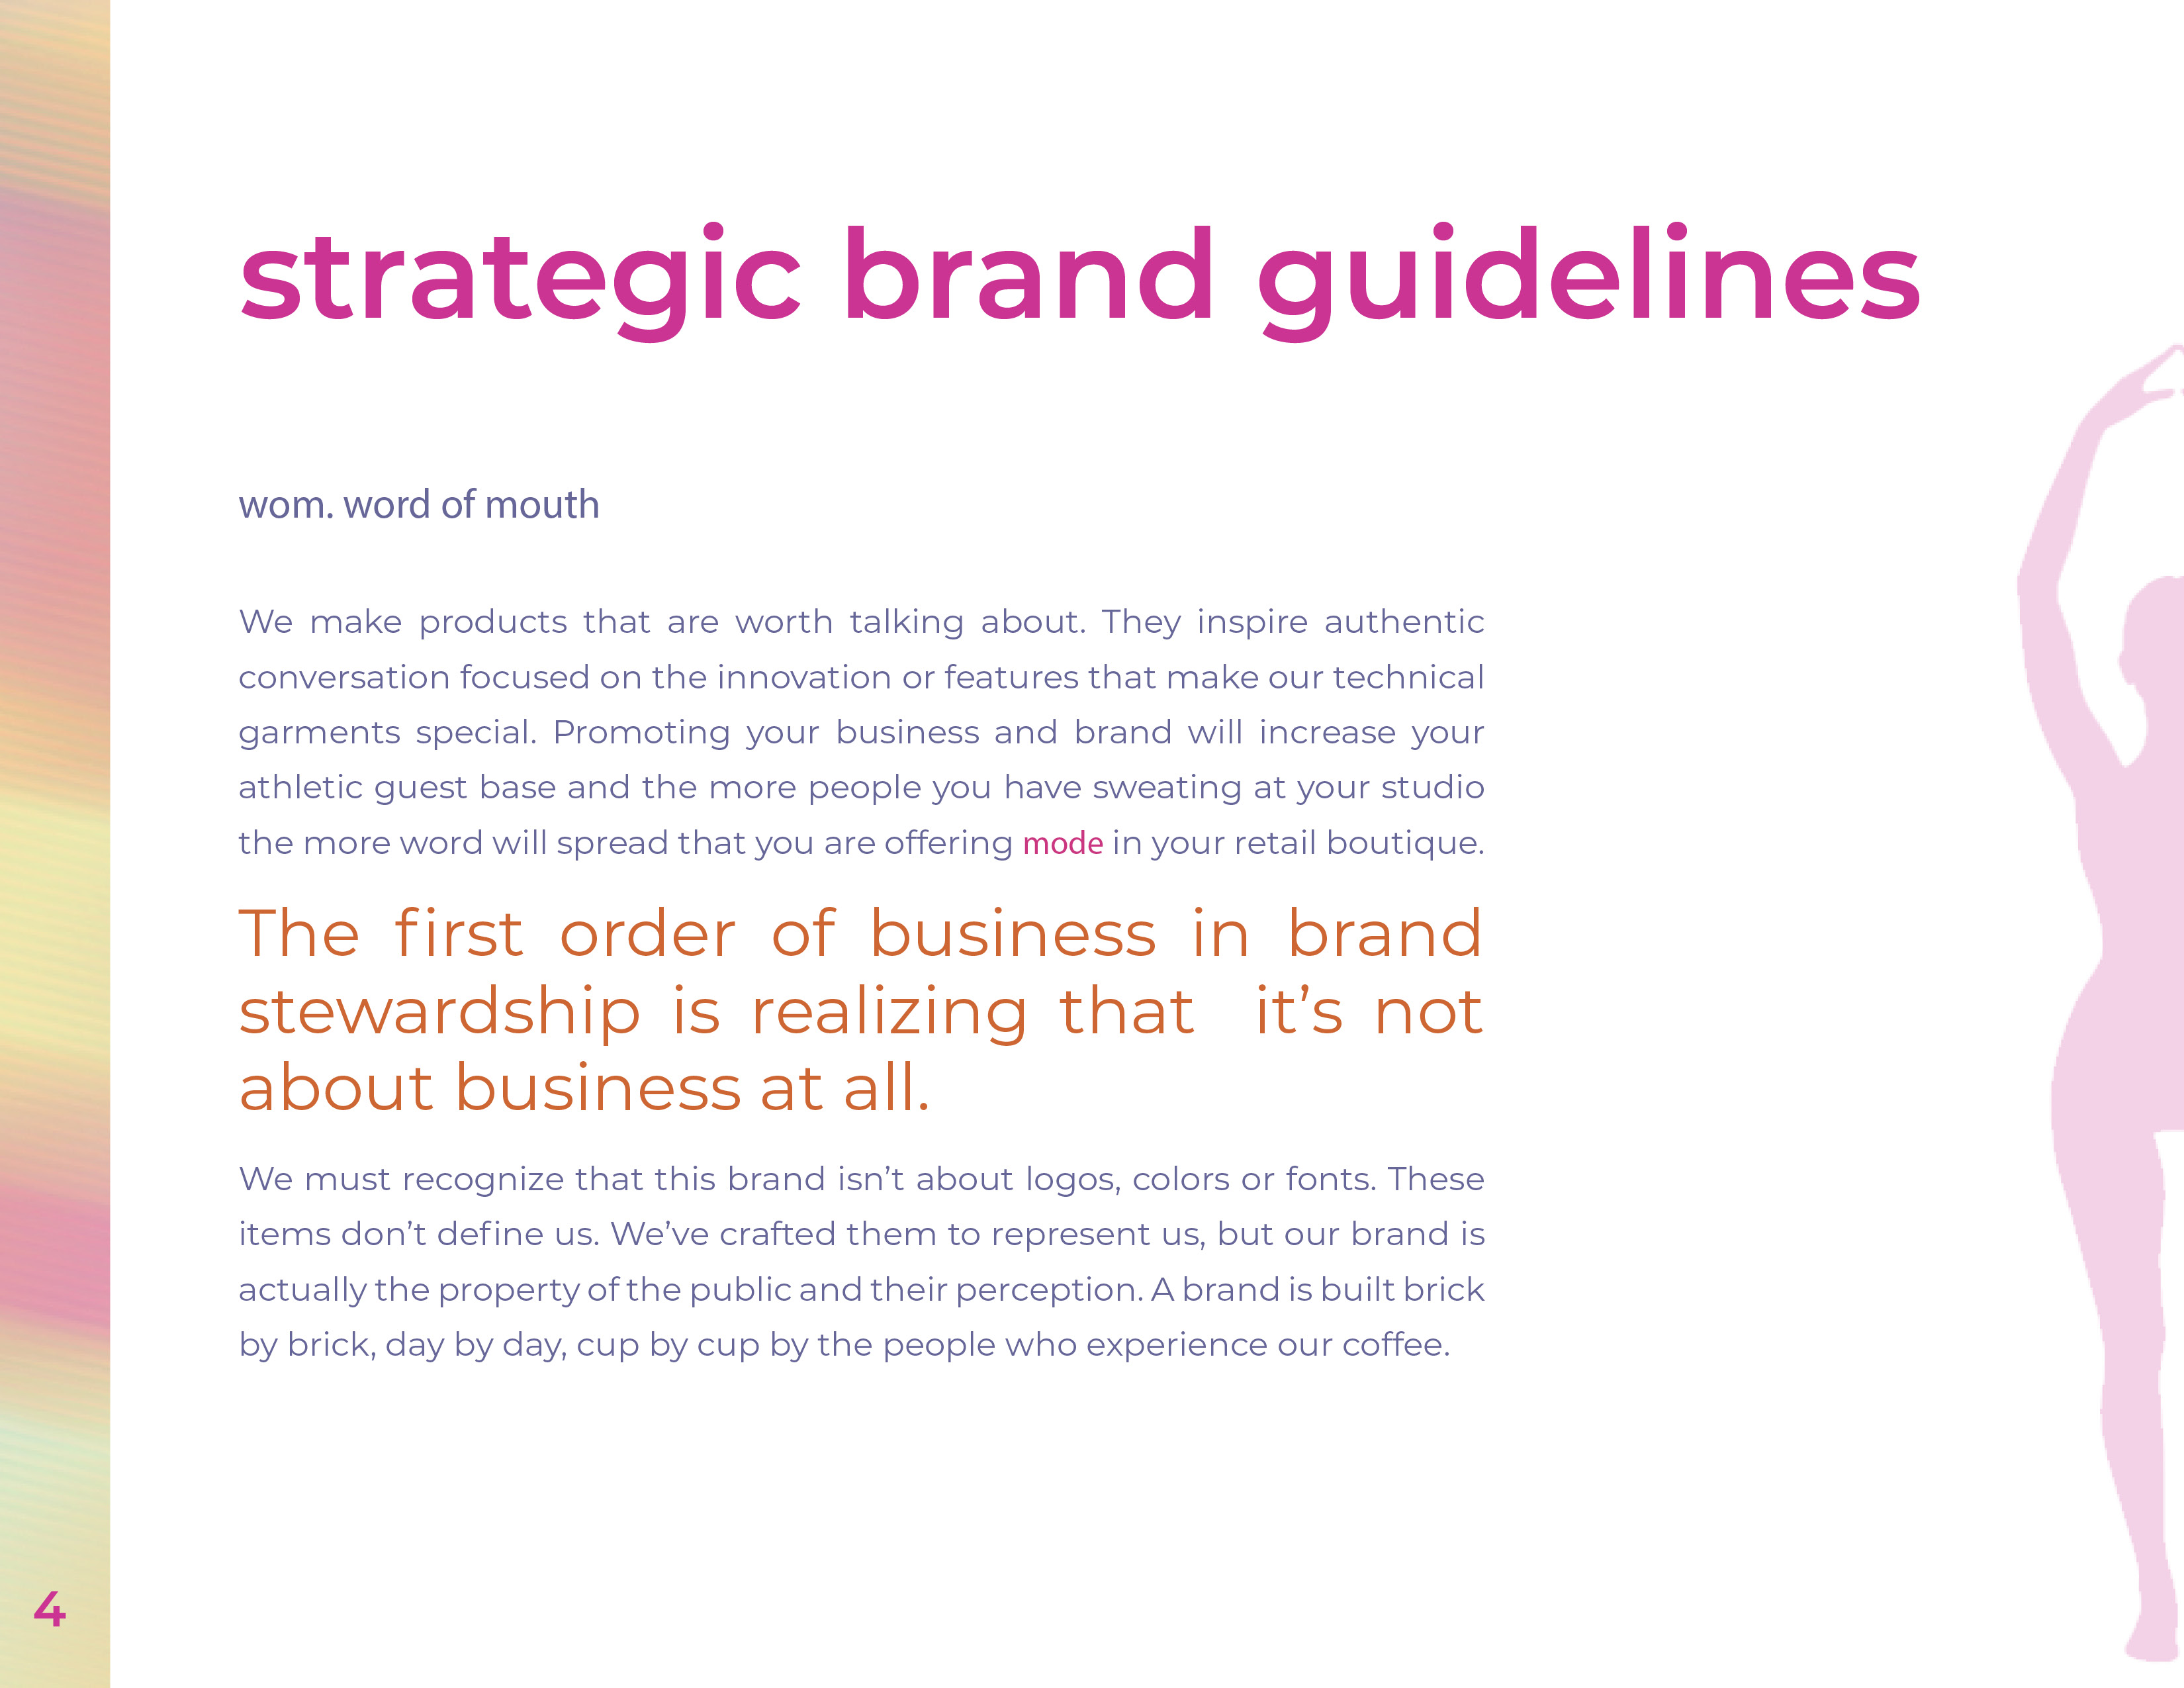 strategic brand guidelines
wom. word of mouth
We make products that are worth talking about. They inspire authentic
conversation focused on the innovation or features that make our technical
garments special. Promoting your business and brand will increase your
athletic guest base and the more people you have sweating at your studio
the more word will spread that you are offering mode in your retail boutique.
The first order of business in brand
stewardship is realizing that it’s not
about business at all.
We must recognize that this brand isn’t about logos, colors or fonts. These
items don’t define us. We’ve crafted them to represent us, but our brand is
actually the property of the public and their perception. A brand is built brick
by brick, day by day, cup by cup by the people who experience our coffee.
4